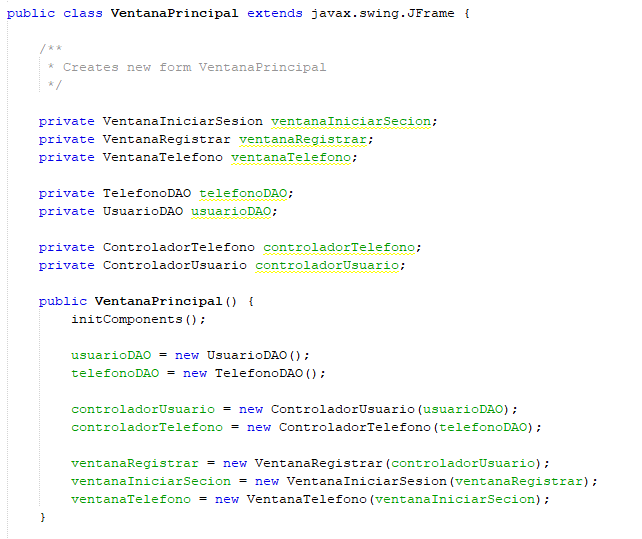 public class VentanaPrincipal extends javax.swing.JFrame {
/**
* Creates new form VentanaPrincipal
*/
private VentanaIniciarSesion ventanaIniciarSecion;
private VentanaRegistrar ventanaRegistrar;
private VentanaTelefono ventanaTelefono;
private TelefonoDAO telefonoDAO;
private UsuarioDAO usuarioDAO;
private ControladorTelefono controladorTelefono;
private ControladorUsuario controladorUsuario;
public VentanaPrincipal() {
initComponents();
usuarioDAO = new UsuarioDAO();
telefonoDAO = new TelefonoDAO();
controladorUsuario = new ControladorUsuario(usuarioDAO);
controladorTelefono = new ControladorTelefono(telefonoDAO);
ventanaRegistrar = new VentanaRegistrar(controladorUsuario);
ventanaIniciarSecion = new VentanaIniciarSesion(ventanaRegistrar);
ventanaTelefono = new VentanaTelefono(ventanaIniciarSecion);
}